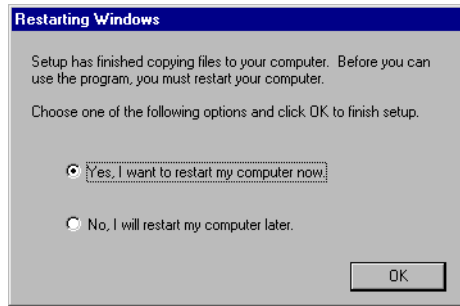 Restarting Windows
Setup has finished copying files to your computer. Before you can
use the program, you must restart your computer.
Choose one of the following options and click OK to finish setup.
Yes, I want to restart my computer now.
No, I will restart my computer later.
OK